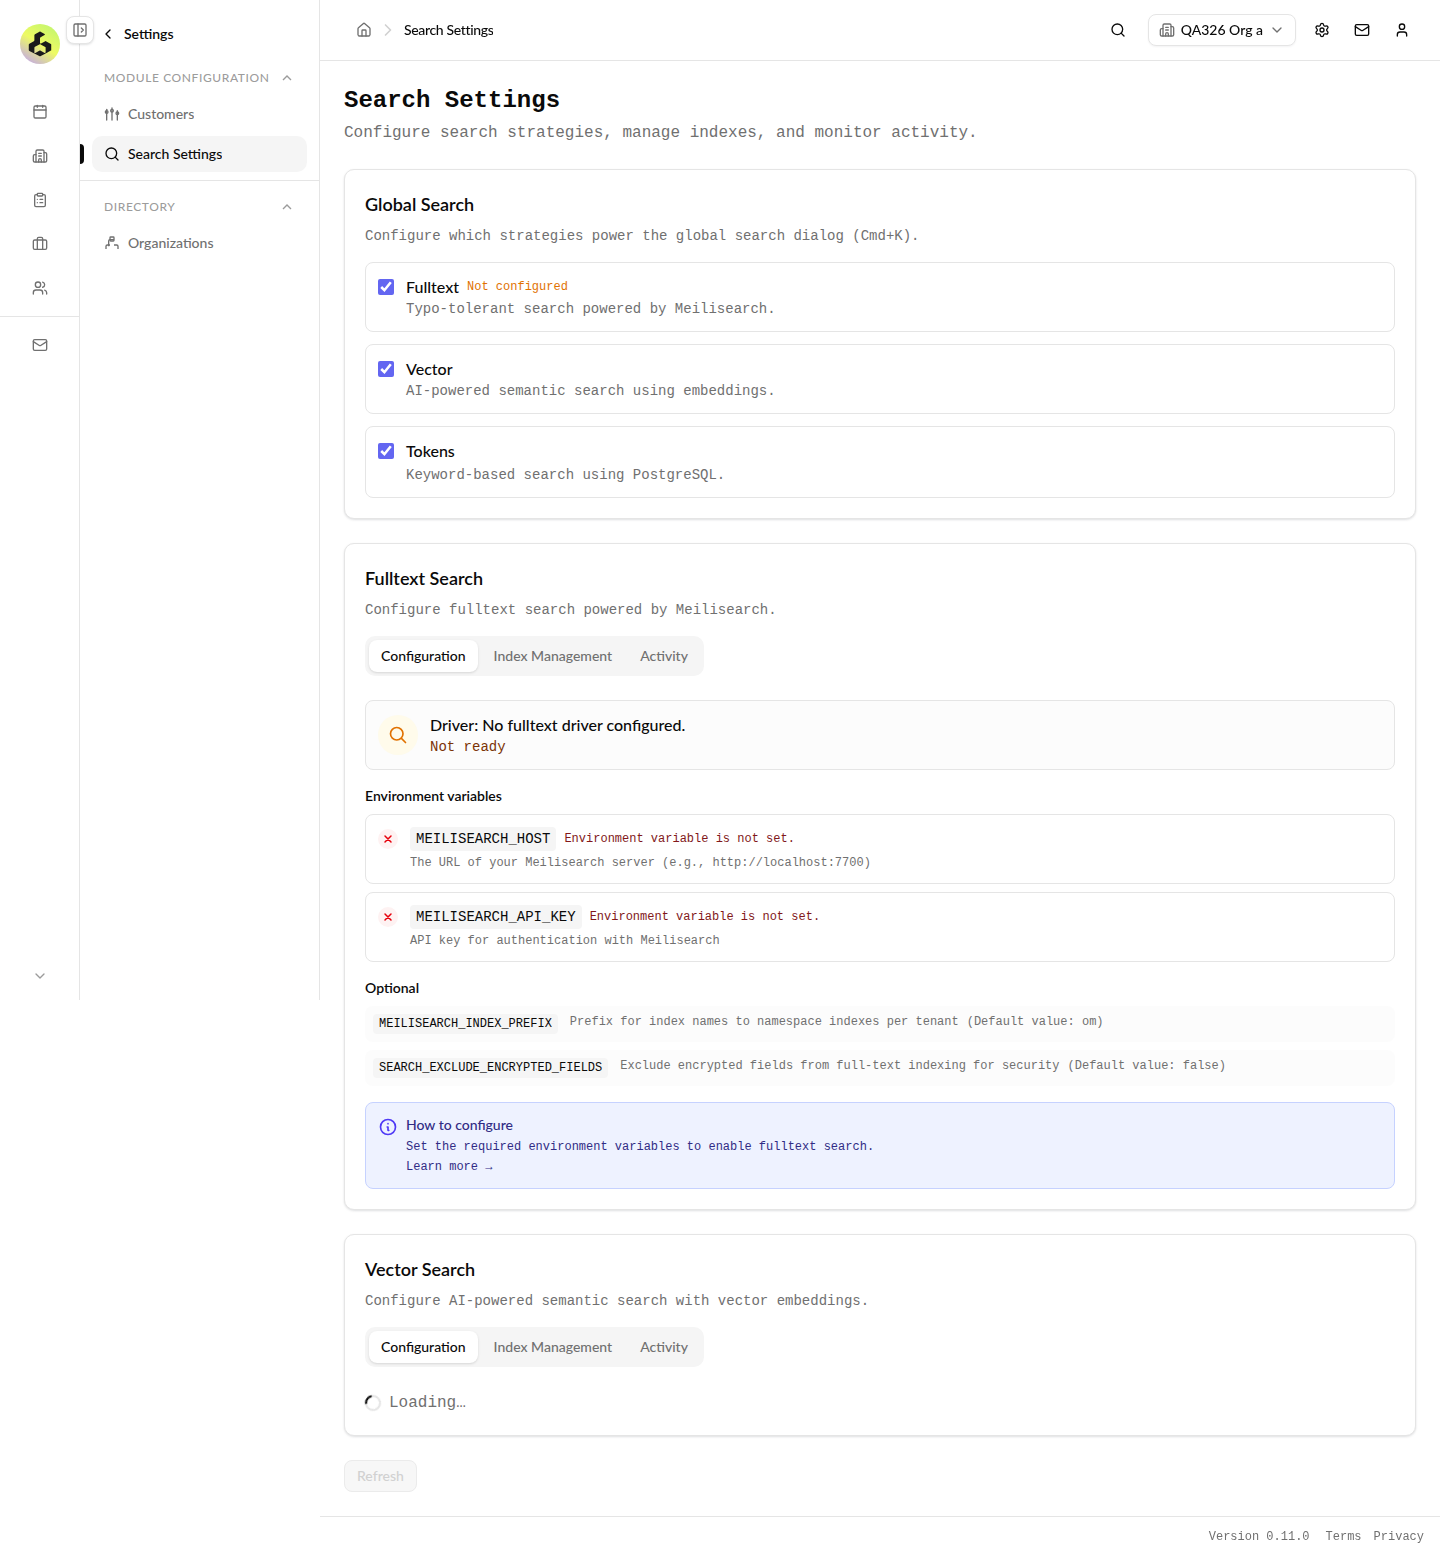 Settings
MODULE CONFIGURATION
Customers
Search Settings
DIRECTORY
Organizations
Search Settings
QA326 Org a
Search Settings
Configure search strategies, manage indexes, and monitor activity.
Global Search
Configure which strategies power the global search dialog (Cmd+K).
Fulltext Not configured
Typo-tolerant search powered by Meilisearch.
Vector
AI-powered semantic search using embeddings.
Tokens
Keyword-based search using PostgreSQL.
Fulltext Search
Configure fulltext search powered by Meilisearch.
Configuration Index Management Activity
Driver: No fulltext driver configured.
Not ready
Environment variables
MEILISEARCH_HOST Environment variable is not set.
The URL of your Meilisearch server (e.g., http://localhost:7700)
MEILISEARCH_API_KEY Environment variable is not set.
API key for authentication with Meilisearch
Optional
MEILISEARCH_INDEX_PREFIX Prefix for index names to namespace indexes per tenant (Default value: om)
SEARCH_EXCLUDE_ENCRYPTED_FIELDS Exclude encrypted fields from full-text indexing for security (Default value: false)
How to configure
Set the required environment variables to enable fulltext search.
Learn more →
Vector Search
Configure AI-powered semantic search with vector embeddings.
Configuration Index Management Activity
Loading…
Refresh
Version 0.11.0 Terms Privacy